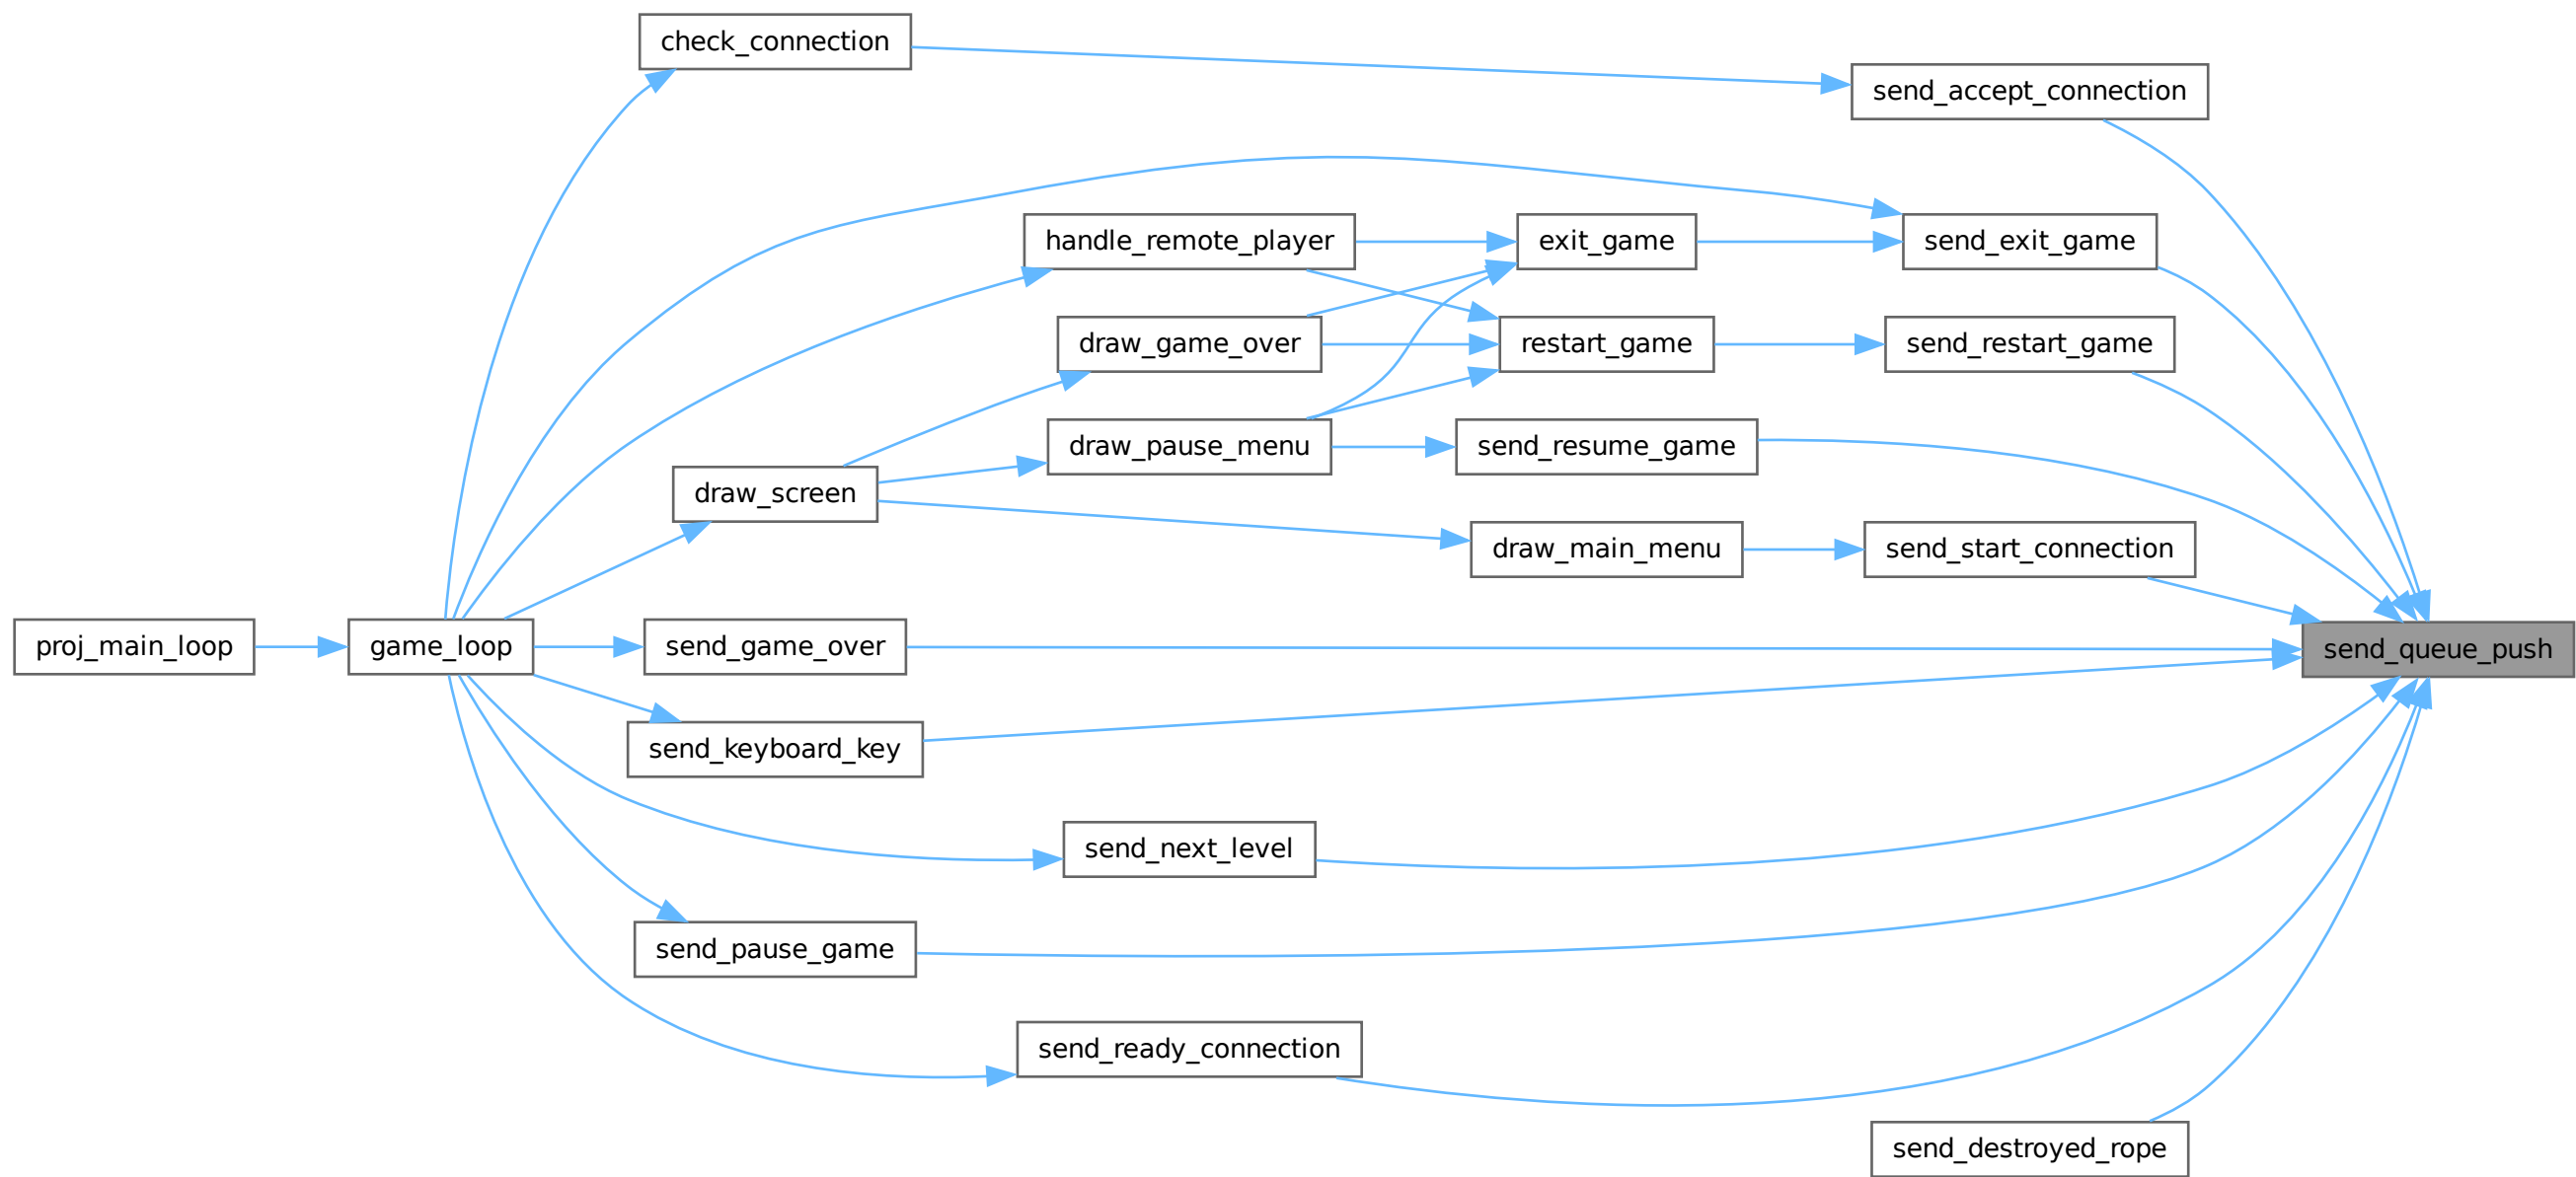 check_connection
send_accept_connection
handle_remote_player
exit_game
send_exit_game
draw_game_over
restart_game
send_restart_game
draw_pause_menu
send_resume_game
draw_screen
draw_main_menu
send_start_connection
proj_main_loop
game_loop
send_game_over
send_queue_push
send_keyboard_key
send_next_level
send_pause_game
send_ready_connection
send_destroyed_rope